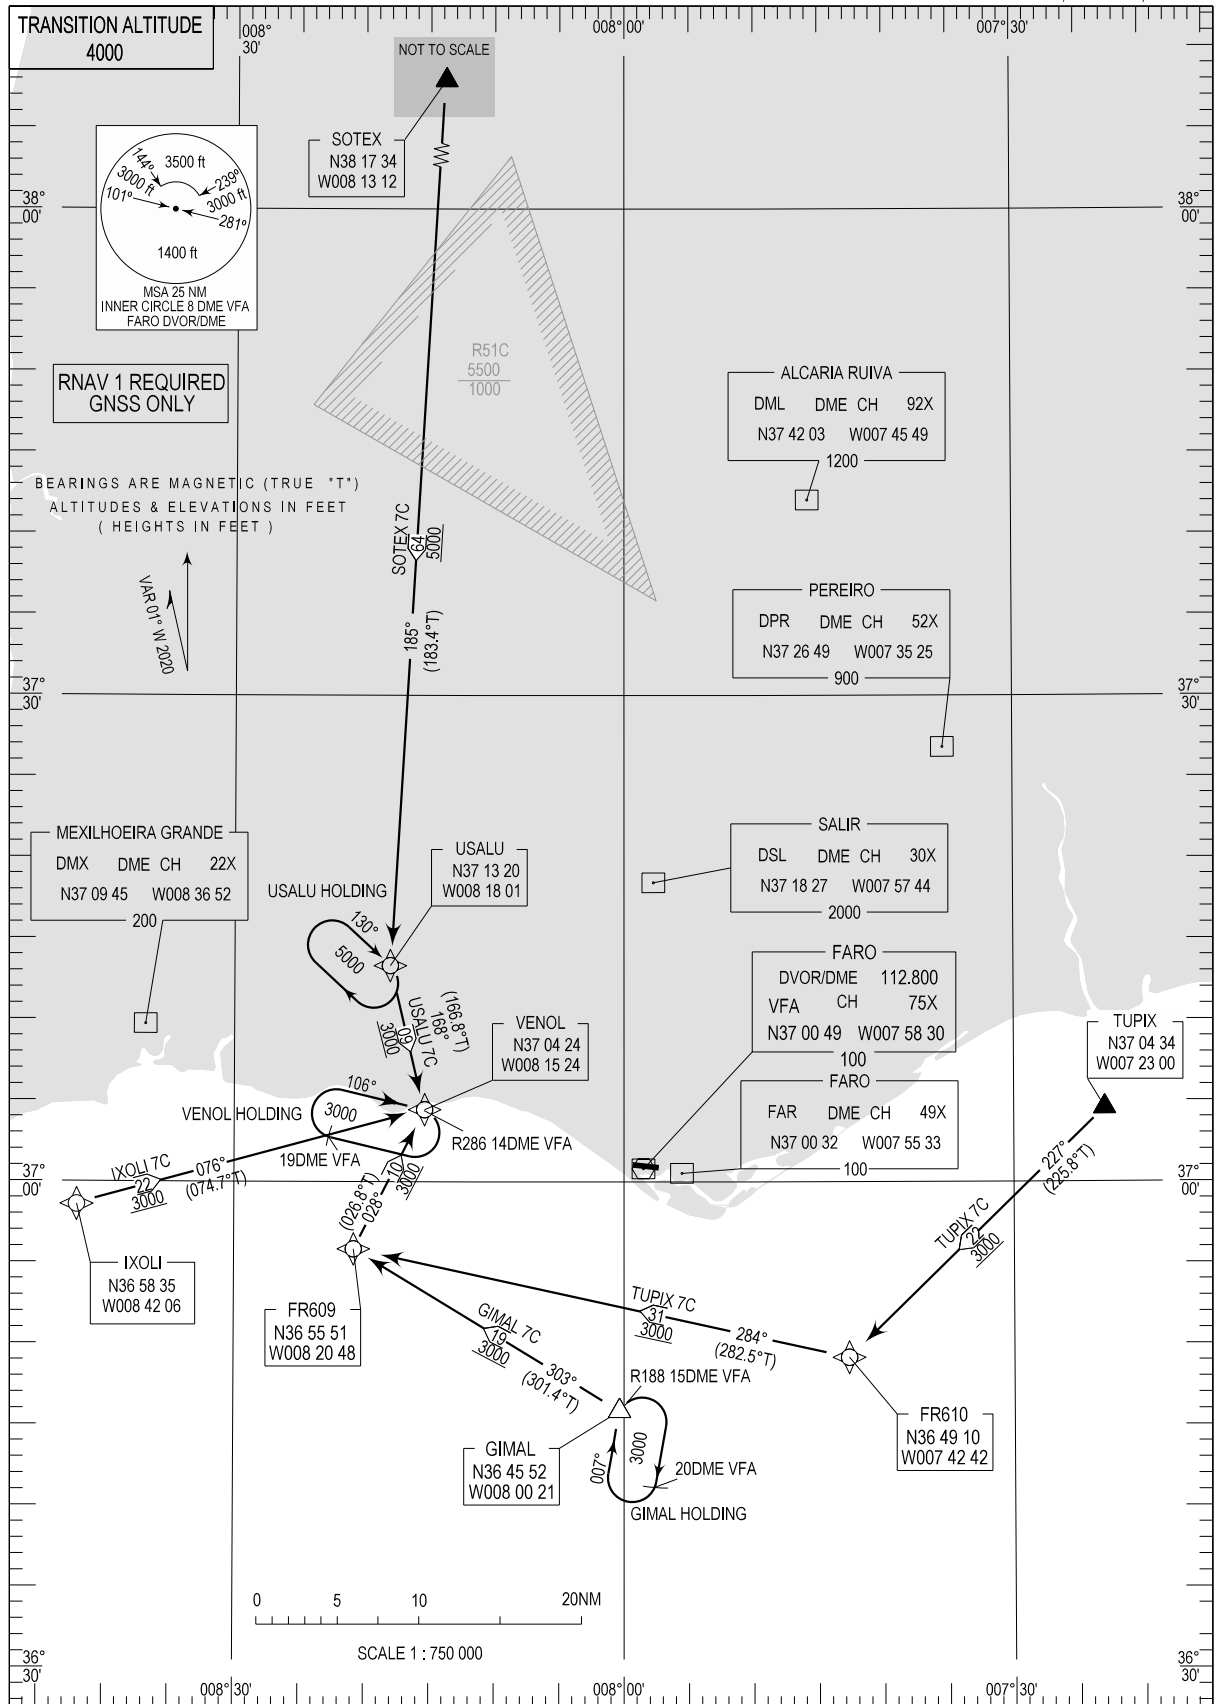 TRANSITION ALTITUDE
4000
008°
30'
008°00'
007°30'
NOT TO SCALE
SOTEX
N38 17 34
W008 13 12
3500 ft
144°
3000 ft
101°
239°
3000 ft
281°
1400 ft
MSA 25 NM
INNER CIRCLE 8 DME VFA
FARO DVOR/DME
38°
00'
38°
00'
RNAV 1 REQUIRED
GNSS ONLY
R51C
5500
1000
ALCARIA RUIVA
DML DME CH 92X
N37 42 03 W007 45 49
1200
BEARINGS ARE MAGNETIC (TRUE "T")
ALTITUDES & ELEVATIONS IN FEET
( HEIGHTS IN FEET )
VAR 01° W 2020
SOTEX 7C
64
5000
185°
(183.4°T)
PEREIRO
DPR DME CH 52X
N37 26 49 W007 35 25
900
37°
30'
37°
30'
MEXILHOEIRA GRANDE
DMX DME CH 22X
N37 09 45 W008 36 52
200
USALU
N37 13 20
W008 18 01
USALU HOLDING
130°
5000
SALIR
DSL DME CH 30X
N37 18 27 W007 57 44
2000
(166.8°T)
168°
USALU 7C
09
3000
VENOL
N37 04 24
W008 15 24
FARO
DVOR/DME 112.800
VFA CH 75X
N37 00 49 W007 58 30
100
TUPIX
N37 04 34
W007 23 00
FARO
FAR DME CH 49X
N37 00 32 W007 55 33
100
106°
3000
VENOL HOLDING
19DME VFA
R286 14DME VFA
37°
00'
37°
00'
IXOLI 7C
22
3000
076°
(074.7°T)
10
3000
(026.8°T)
028°
227°
(225.8°T)
TUPIX 7C
22
3000
IXOLI
N36 58 35
W008 42 06
FR609
N36 55 51
W008 20 48
GIMAL 7C
19
3000
303°
(301.4°T)
TUPIX 7C
31
3000
284°
(282.5°T)
R188 15DME VFA
FR610
N36 49 10
W007 42 42
GIMAL
N36 45 52
W008 00 21
007°
3000
20DME VFA
GIMAL HOLDING
0 5 10 20NM
SCALE 1 : 750 000
36°
30'
36°
30'
008°30'
008°00'
007°30'